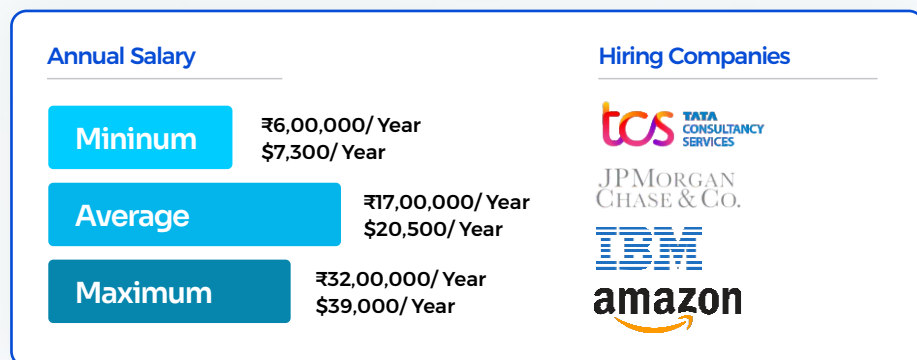 Annual Salary
Mininum
₹6,00,000/ Year
$7,300/ Year
Average
₹17,00,000/ Year
$20,500/ Year
Maximum
₹32,00,000/ Year
$39,000/ Year
Hiring Companies
tcs TATA
CONSULTANCY
SERVICES
JPMORGAN
CHASE & CO.
IBM
amazon